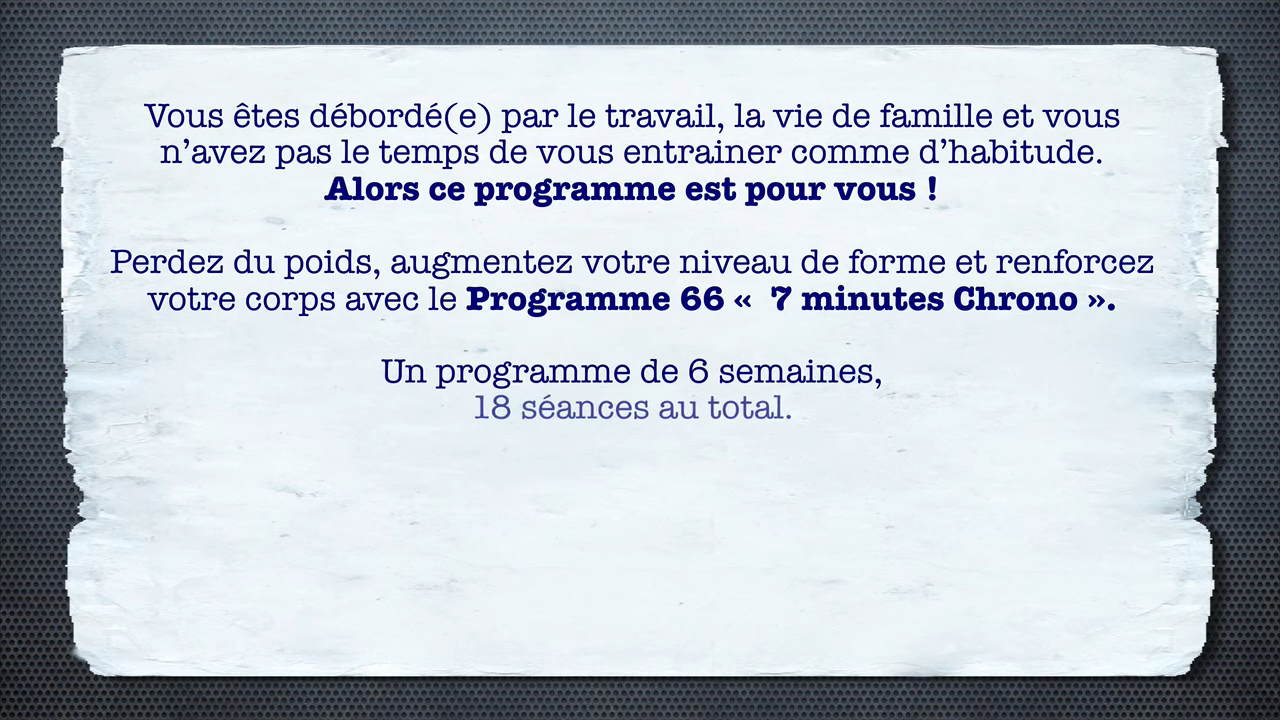 Vous êtes débordé(e) par le travail, la vie de famille et vous
n’avez pas le temps de vous entrainer comme d’habitude.
Alors ce programme est pour vous !
Perdez du poids, augmentez votre niveau de forme et renforcez
votre corps avec le Programme 66 «  7 minutes Chrono ».
Un programme de 6 semaines,
18 séances au total.